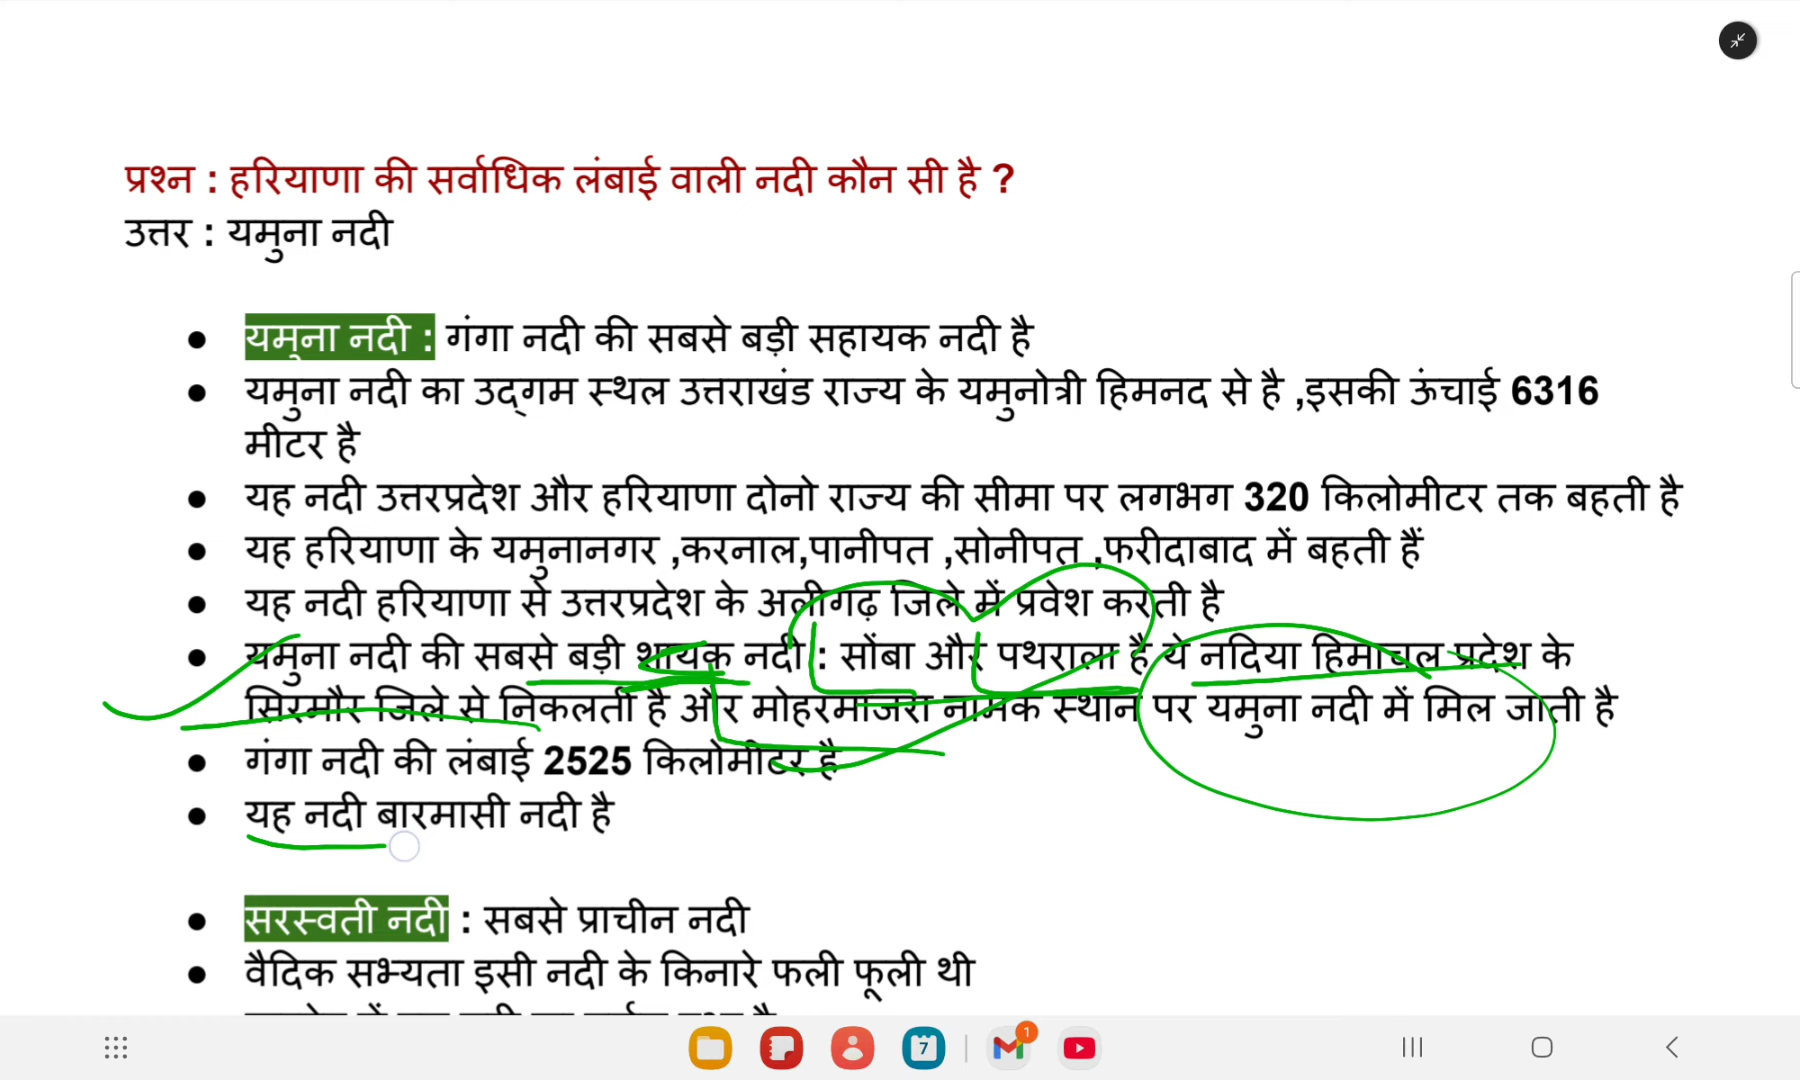 प्रश्न : हरियाणा की सर्वाधिक लंबाई वाली नदी कौन सी है ?
उत्तर : यमुना नदी
● यमुना नदी : गंगा नदी की सबसे बड़ी सहायक नदी है
● यमुना नदी का उद्गम स्थल उत्तराखंड राज्य के यमुनोत्री हिमनद से है ,इसकी ऊंचाई 6316
मीटर है
● यह नदी उत्तरप्रदेश और हरियाणा दोनो राज्य की सीमा पर लगभग 320 किलोमीटर तक बहती है
● यह हरियाणा के यमुनानगर ,करनाल,पानीपत ,सोनीपत ,फरीदाबाद में बहती हैं
● यह नदी हरियाणा से उत्तरप्रदेश के अलीगढ़ जिले में प्रवेश करती है
● यमुना नदी की सबसे बड़ी शायक नदी : सोंबा और पथराला है ये नदिया हिमाचल प्रदेश के
सिरमौर जिले से निकलती है और मोहरमाजरा नामक स्थान पर यमुना नदी में मिल जाती है
● गंगा नदी की लंबाई 2525 किलोमीटर है
● यह नदी बारमासी नदी है
● सरस्वती नदी : सबसे प्राचीन नदी
● वैदिक सभ्यता इसी नदी के किनारे फली फूली थी
7
1